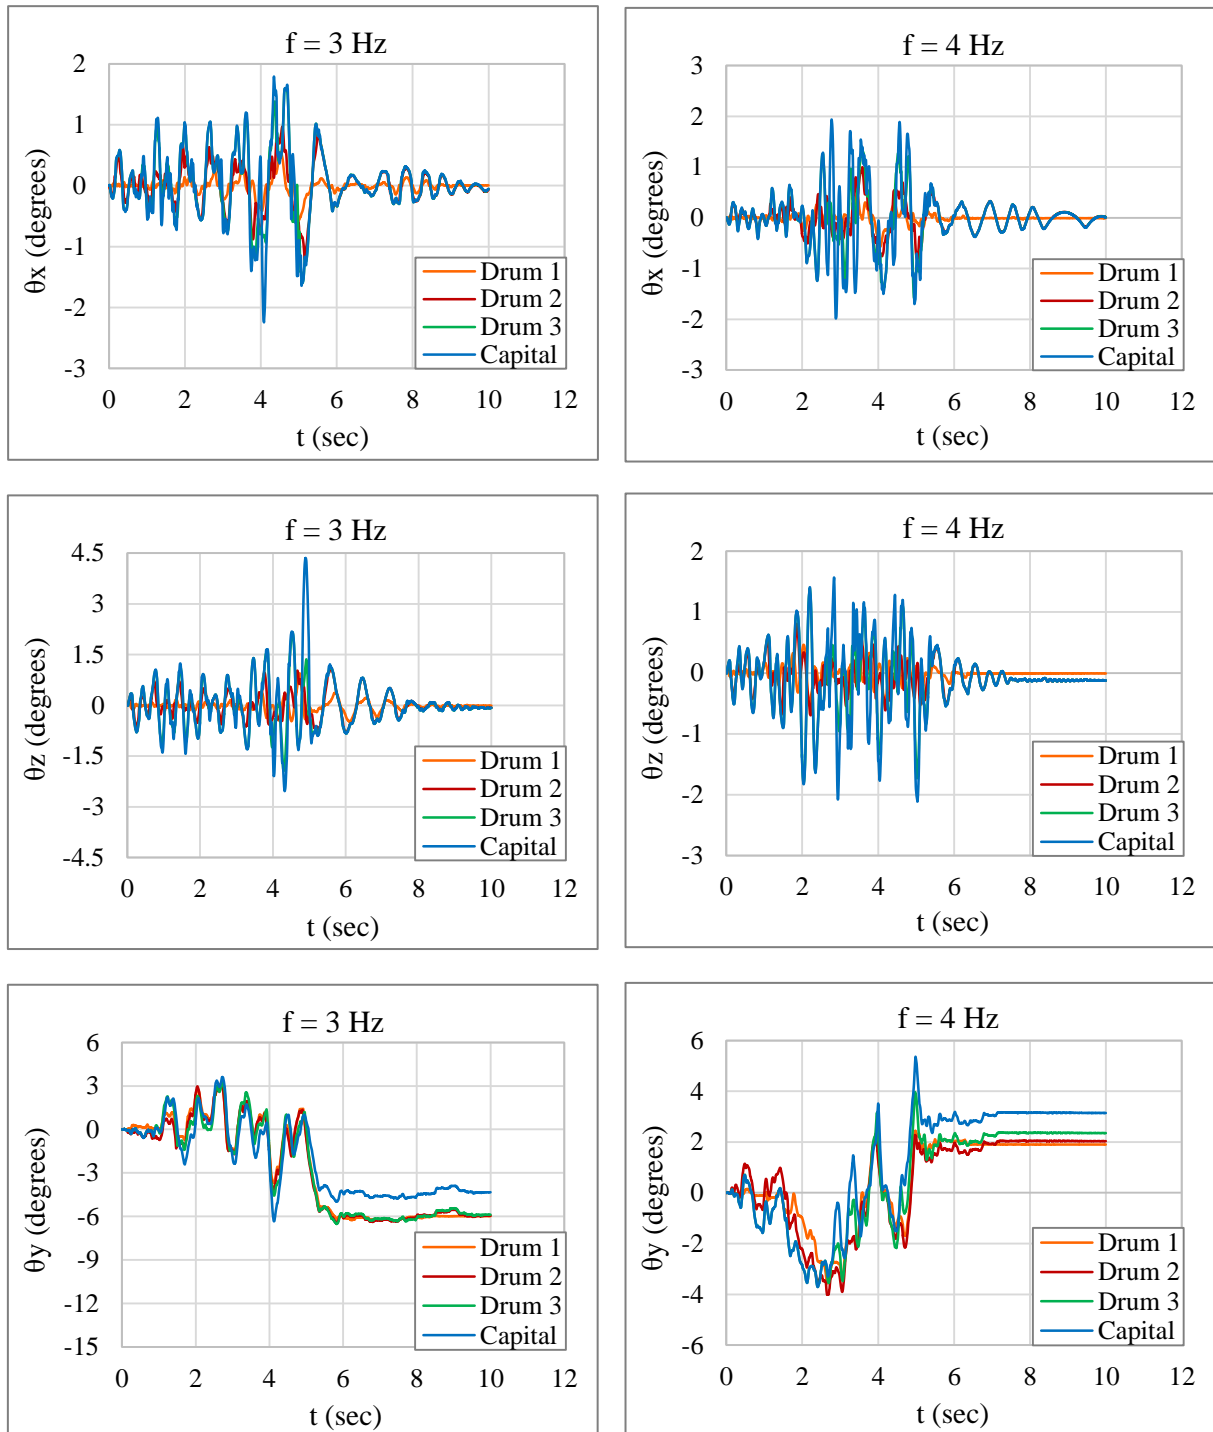 f = 3 Hz
2
1
0
-1
-2
-3
θx (degrees)
Drum 1
Drum 2
Drum 3
Capital
0 2 4 6 8 10 12
t (sec)
f = 4 Hz
3
2
1
0
-1
-2
-3
θx (degrees)
Drum 1
Drum 2
Drum 3
Capital
0 2 4 6 8 10 12
t (sec)
f = 3 Hz
4.5
3
1.5
0
-1.5
-3
-4.5
θz (degrees)
Drum 1
Drum 2
Drum 3
Capital
0 2 4 6 8 10 12
t (sec)
f = 4 Hz
2
1
0
-1
-2
-3
θz (degrees)
Drum 1
Drum 2
Drum 3
Capital
0 2 4 6 8 10 12
t (sec)
f = 3 Hz
6
3
0
-3
-6
-9
-12
-15
θy (degrees)
Drum 1
Drum 2
Drum 3
Capital
0 2 4 6 8 10 12
t (sec)
f = 4 Hz
6
4
2
0
-2
-4
-6
θy (degrees)
Drum 1
Drum 2
Drum 3
Capital
0 2 4 6 8 10 12
t (sec)